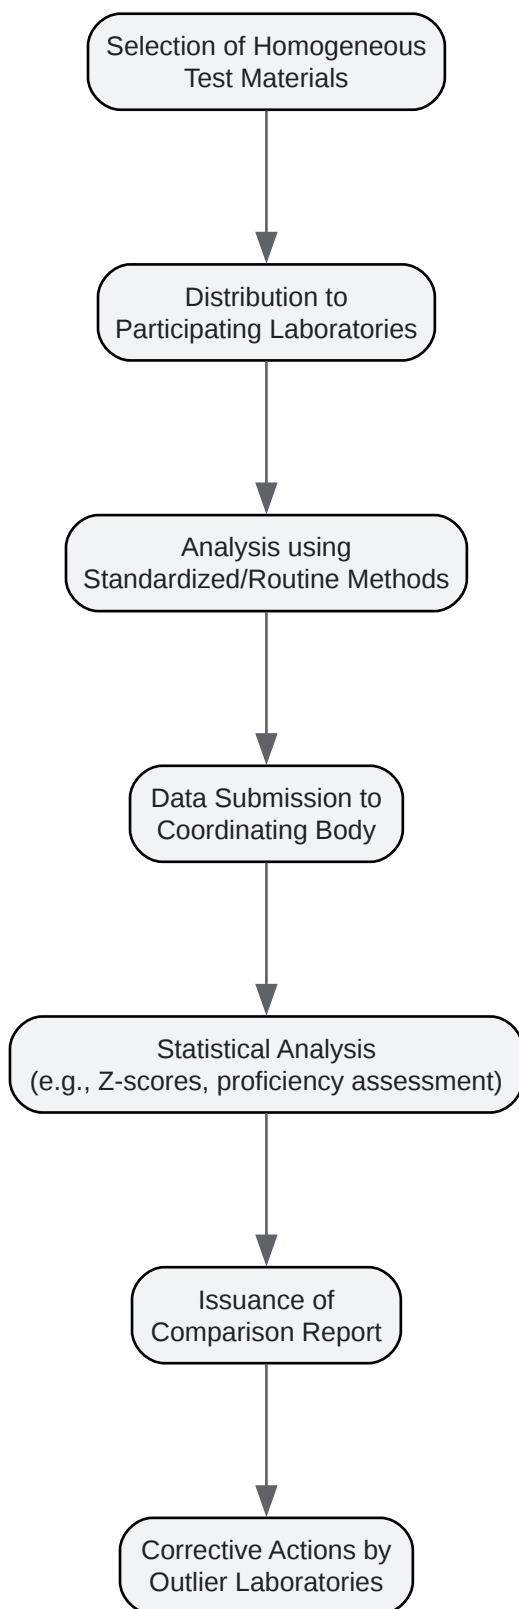 Selection of Homogeneous
Test Materials
Distribution to
Participating Laboratories
Analysis using
Standardized/Routine Methods
Data Submission to
Coordinating Body
Statistical Analysis
(e.g., Z-scores, proficiency assessment)
Issuance of
Comparison Report
Corrective Actions by
Outlier Laboratories